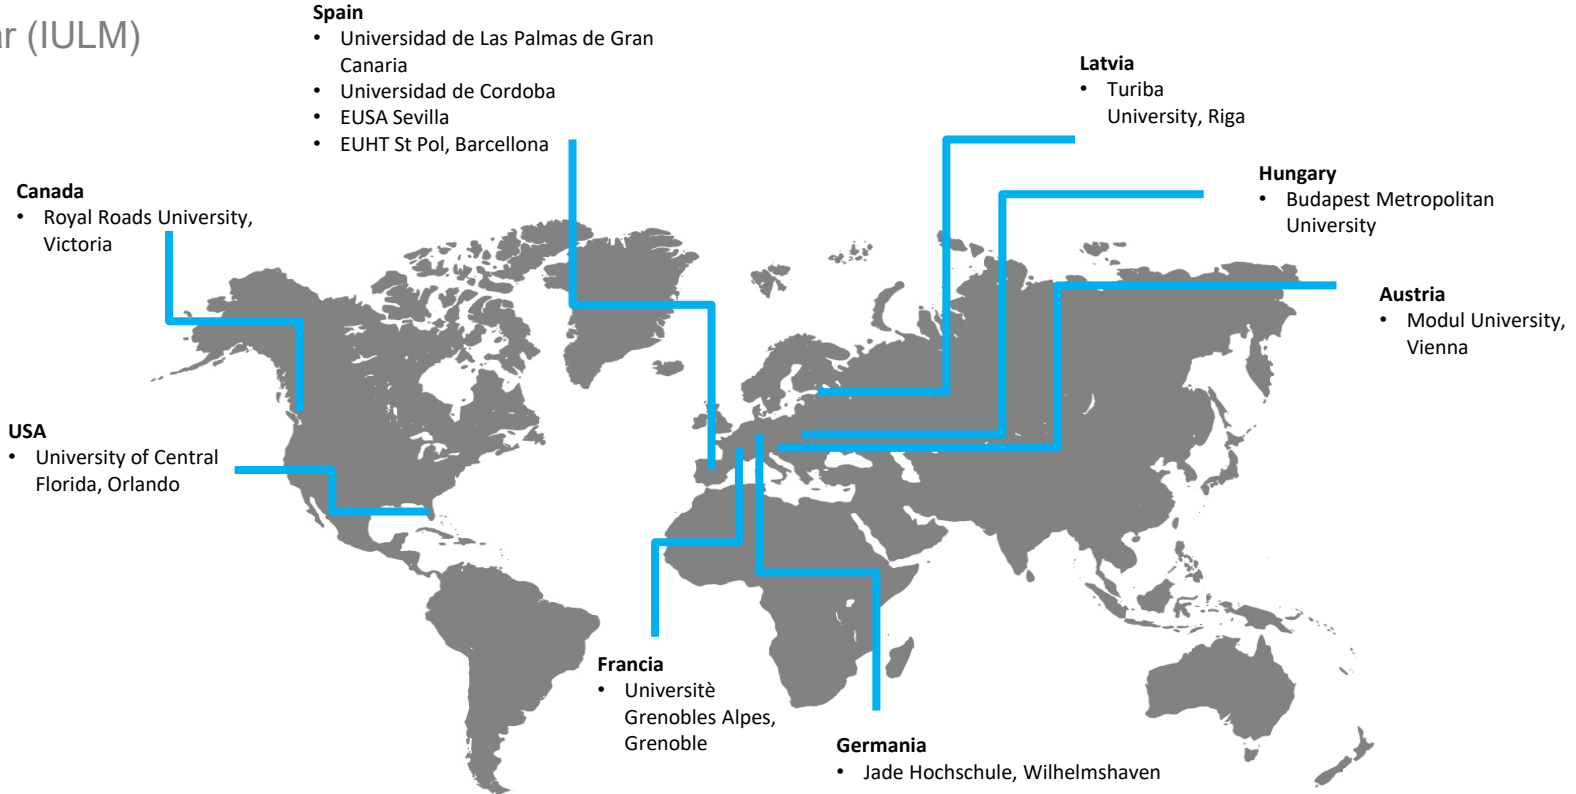 (IULM)
Spain
• Universidad de Las Palmas de Gran
Canaria
• Universidad de Cordoba
• EUSA Sevilla
• EUHT St Pol, Barcellona
Latvia
• Turiba
University, Riga
Hungary
• Budapest Metropolitan
University
Canada
• Royal Roads University,
Victoria
Austria
• Modul University,
Vienna
USA
• University of Central
Florida, Orlando
Francia
• Universitè
Grenobles Alpes,
Grenoble
Germania
• Jade Hochschule, Wilhelmshaven